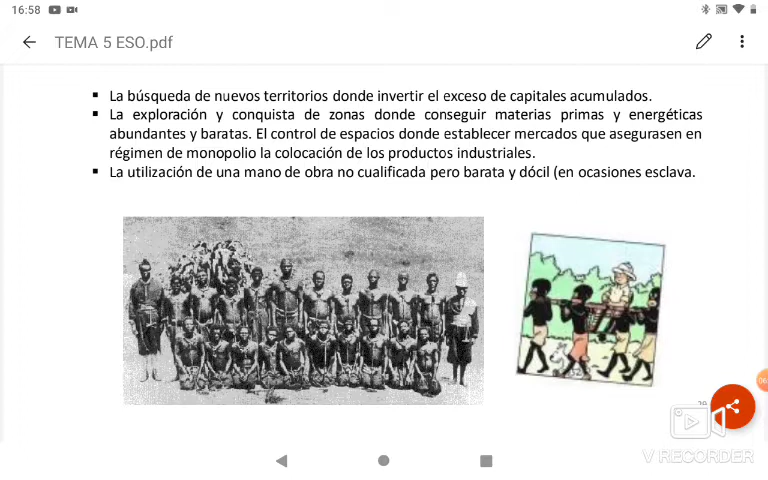 16:58
TEMA 5 ESO.pdf
▪ La búsqueda de nuevos territorios donde invertir el exceso de capitales acumulados.
▪ La exploración y conquista de zonas donde conseguir materias primas y energéticas
abundantes y baratas. El control de espacios donde establecer mercados que asegurasen en
régimen de monopolio la colocación de los productos industriales.
▪ La utilización de una mano de obra no cualificada pero barata y dócil (en ocasiones esclava.
V RECORDER